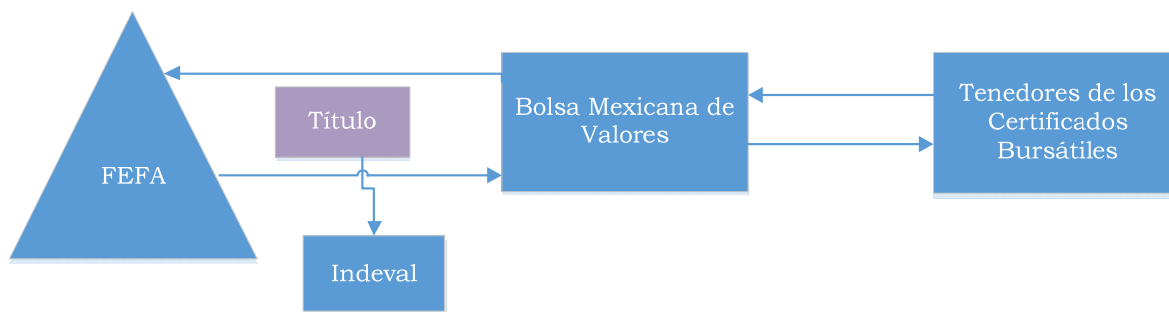 FEFA
Título
Indeval
Bolsa Mexicana de
Valores
Tenedores de los
Certificados
Bursátiles